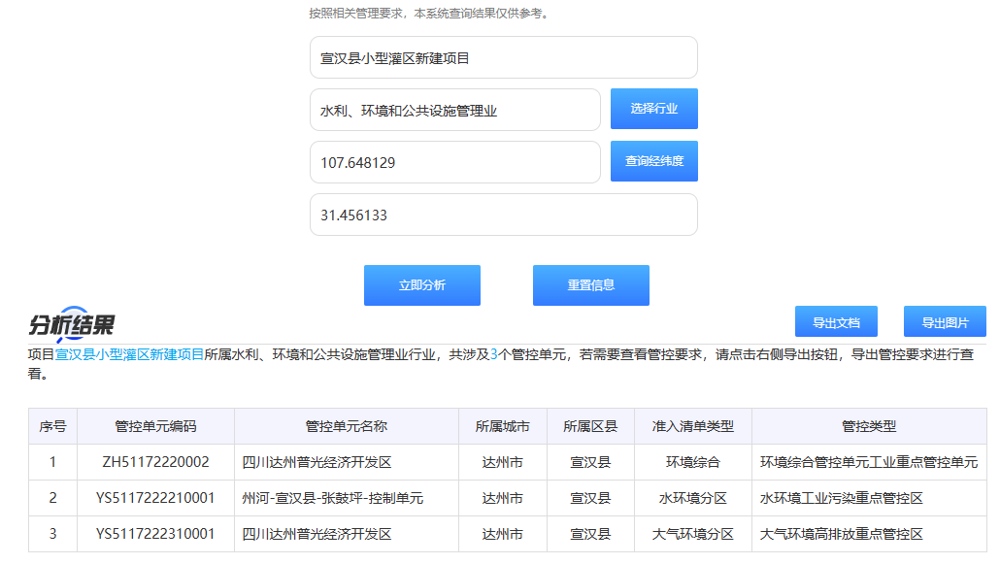 按照相关管理要求，本系统查询结果仅供参考。
宣汉县小型灌区新建项目
水利、环境和公共设施管理业 选择行业
107.648129 查询经纬度
31.456133
立即分析 重置信息
分析结果 导出文档 导出图片
项目宣汉县小型灌区新建项目所属水利、环境和公共设施管理业行业，共涉及3个管控单元，若需要查看管控要求，请点击右侧导出按钮，导出管控要求进行查
看。
序号 管控单元编码 管控单元名称 所属城市 所属区县 准入清单类型 管控类型
1 ZH51172220002 四川达州普光经济开发区 达州市 宣汉县 环境综合 环境综合管控单元工业重点管控单元
2 YS5117222210001 州河-宣汉县-张鼓坪-控制单元 达州市 宣汉县 水环境分区 水环境工业污染重点管控区
3 YS5117222310001 四川达州普光经济开发区 达州市 宣汉县 大气环境分区 大气环境高排放重点管控区